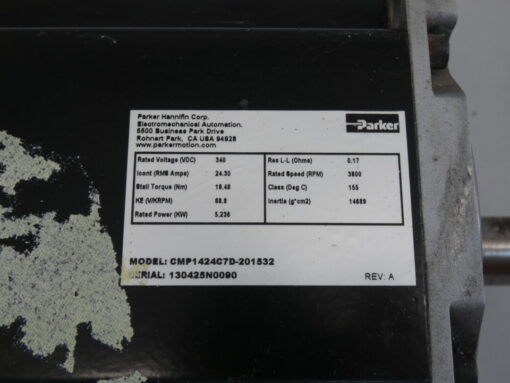 Parker Hannifin Corp.
Electromechanical Automation.
5500 Business Park Drive
Rohnert Park, CA USA 94928
www.parkermotion.com
Parker
Rated Voltage (VDC) 340
Icont (RMS Amps) 24.30
Stall Torque (Nm) 19.48
KE (V/KRPM) 68.8
Rated Power (KW) 5.236
Res L-L (Ohms) 0.17
Rated Speed (RPM) 3800
Class (Deg C) 155
Inertia (g*cm2) 14689
MODEL: CMP1424C7D-201532
SERIAL: 130425N0090
REV: A